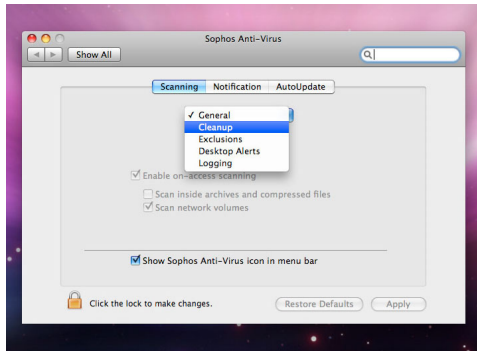 Sophos Anti-Virus
Show All
Scanning Notification AutoUpdate
✓ General
Cleanup
Exclusions
Desktop Alerts
Logging
Enable on-access scanning
Scan inside archives and compressed files
Scan network volumes
Show Sophos Anti-Virus icon in menu bar
Click the lock to make changes.
Restore Defaults Apply